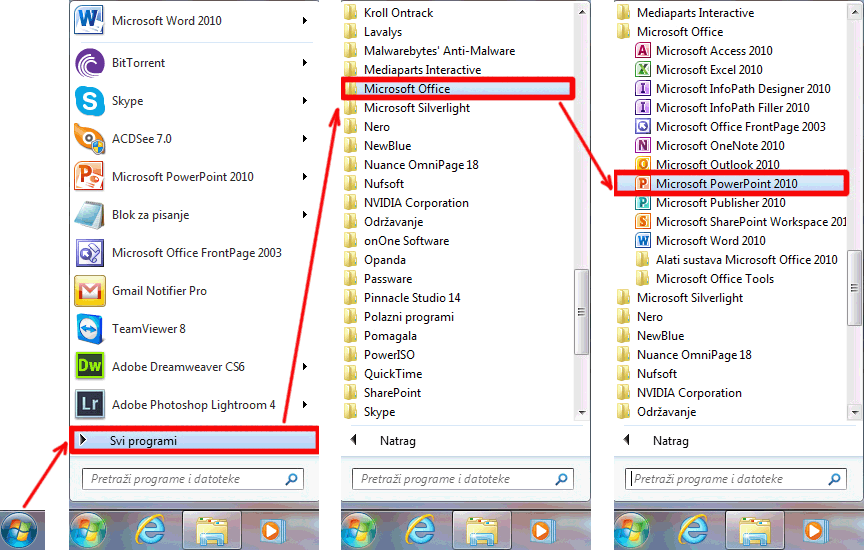 Microsoft Word 2010
BitTorrent
Skype
ACDSee 7.0
Microsoft PowerPoint 2010
Blok za pisanje
Microsoft Office FrontPage 2003
Gmail Notifier Pro
TeamViewer 8
Dw Adobe Dreamweaver CS6
Lr Adobe Photoshop Lightroom 4
Svi programi
Pretraži programe i datoteke
Kroll Ontrack
Lavalys
Malwarebytes' Anti-Malware
Mediaparts Interactive
Microsoft Office
Microsoft Silverlight
Nero
NewBlue
Nuance OmniPage 18
Nufsoft
NVIDIA Corporation
Održavanje
onOne Software
Opanda
Passware
Pinnacle Studio 14
Polazni programi
Pomagala
PowerISO
QuickTime
SharePoint
Skype
Natrag
Pretraži programe i datoteke
Mediaparts Interactive
Microsoft Office
Microsoft Access 2010
Microsoft Excel 2010
Microsoft InfoPath Designer 2010
Microsoft InfoPath Filler 2010
Microsoft Office FrontPage 2003
Microsoft OneNote 2010
Microsoft Outlook 2010
Microsoft PowerPoint 2010
Microsoft Publisher 2010
Microsoft SharePoint Workspace 201
Microsoft Word 2010
Alati sustava Microsoft Office 2010
Microsoft Office Tools
Microsoft Silverlight
Nero
NewBlue
Nuance OmniPage 18
Nufsoft
NVIDIA Corporation
Održavanje
Natrag
Pretraži programe i datoteke